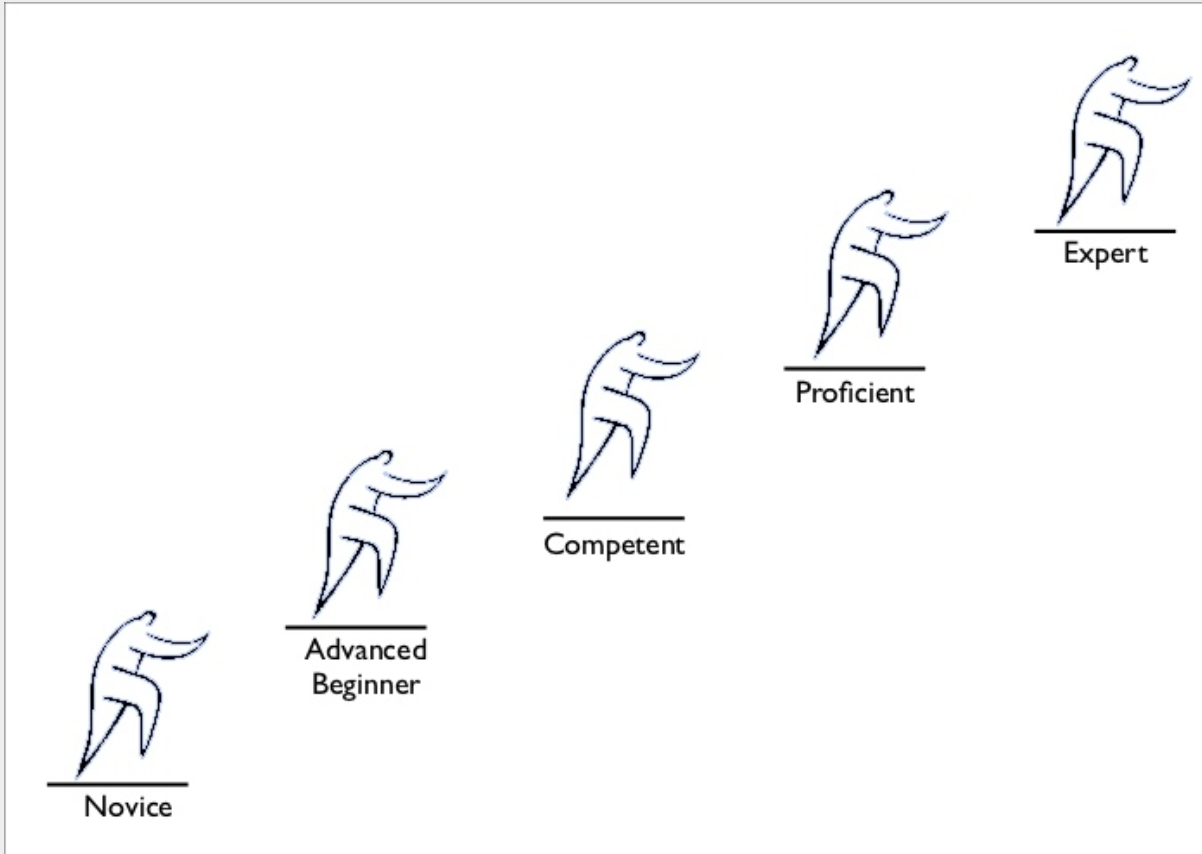 Novice
Advanced
Beginner
Competent
Proficient
Expert